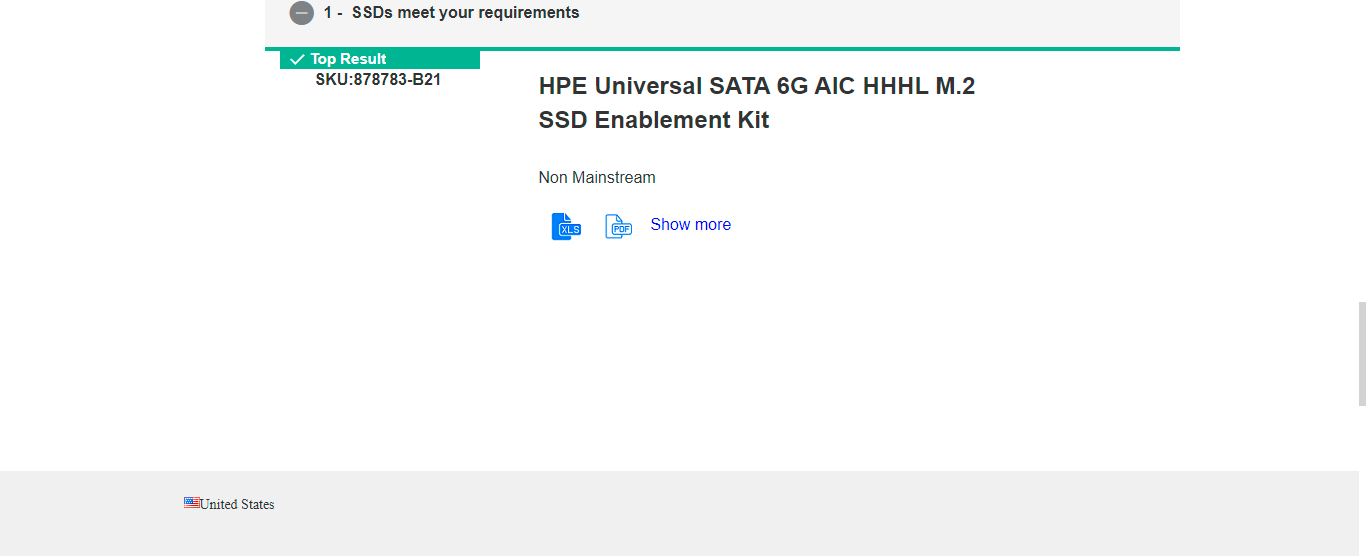 1 - SSDs meet your requirements
Top Result
SKU:878783-B21
HPE Universal SATA 6G AIC HHHL M.2
SSD Enablement Kit
Non Mainstream
XLS PDF Show more
United States